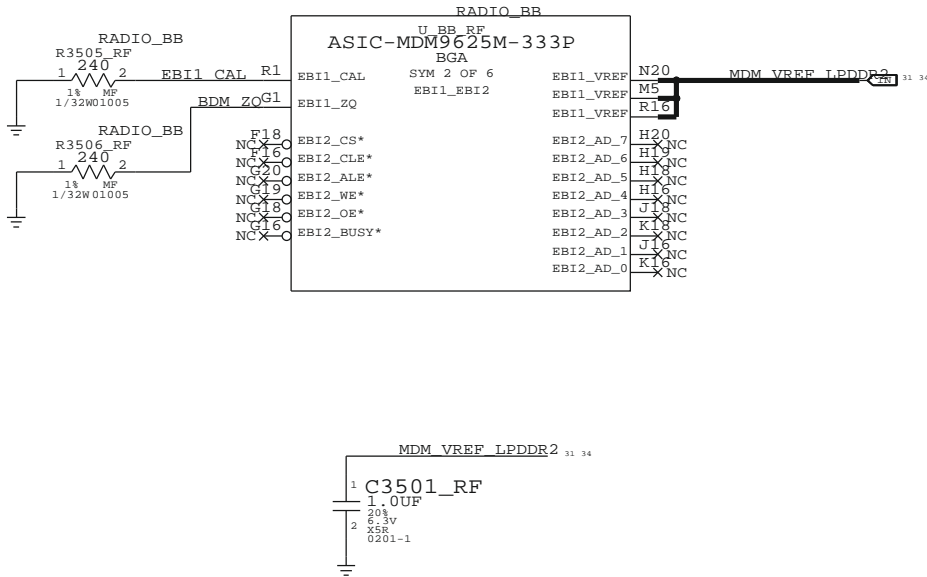 RADIO_BB
U_BB_RF
ASIC-MDM9625M-333P
BGA
SYM 2 OF 6
EBI1_EBI2
RADIO_BB
R3505_RF
240
1 2
1% MF
1/32W 01005
EBI1_CAL R1 EBI1_CAL
BDM_ZQ G1 EBI1_ZQ
RADIO_BB
R3506_RF
240
1 2
1% MF
1/32W 01005
NC F18 EBI2_CS*
NC F16 EBI2_CLE*
NC G20 EBI2_ALE*
NC G19 EBI2_WE*
NC G18 EBI2_OE*
NC G16 EBI2_BUSY*
EBI1_VREF N20 MDM_VREF_LPDDR2 IN 31 34
EBI1_VREF M5
EBI1_VREF R16
EBI2_AD_7 H20 NC
EBI2_AD_6 H19 NC
EBI2_AD_5 H18 NC
EBI2_AD_4 H16 NC
EBI2_AD_3 J18 NC
EBI2_AD_2 K18 NC
EBI2_AD_1 J16 NC
EBI2_AD_0 K16 NC
MDM_VREF_LPDDR2 31 34
1 C3501_RF
1.0UF
20%
6.3V
2 X5R
0201-1